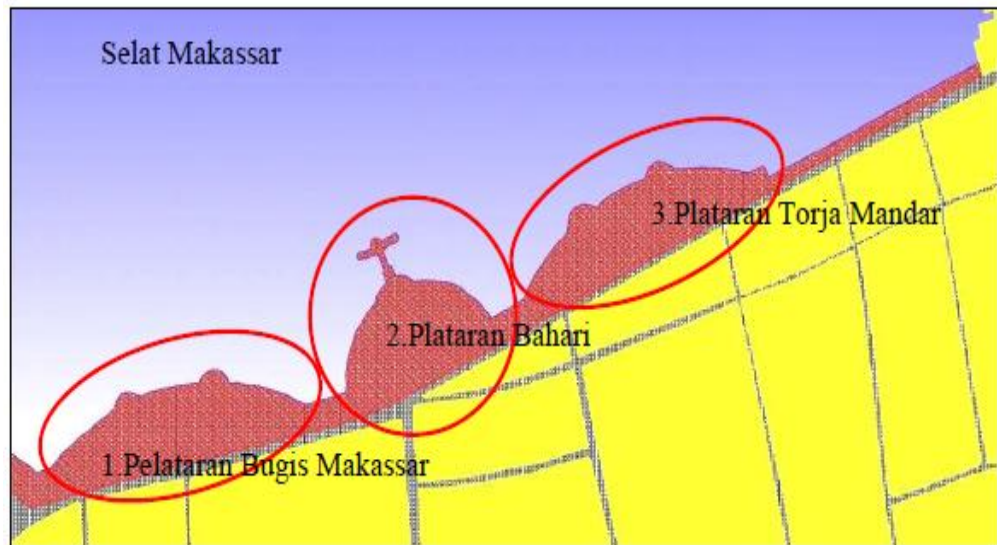 Selat Makassar
3.Plataran Torja Mandar
2.Plataran Bahari
1.Pelataran Bugis Makassar